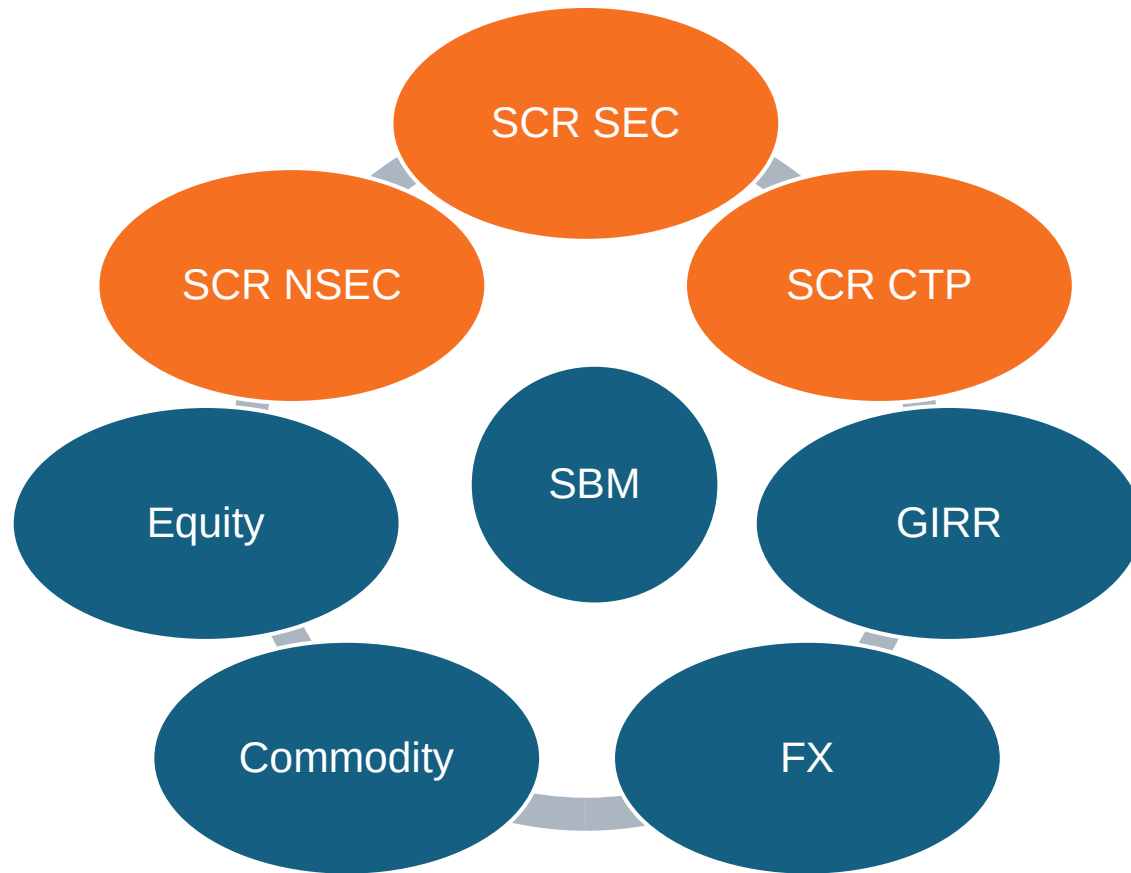 SCR SEC
SCR NSEC
SCR CTP
SBM
Equity
GIRR
Commodity
FX